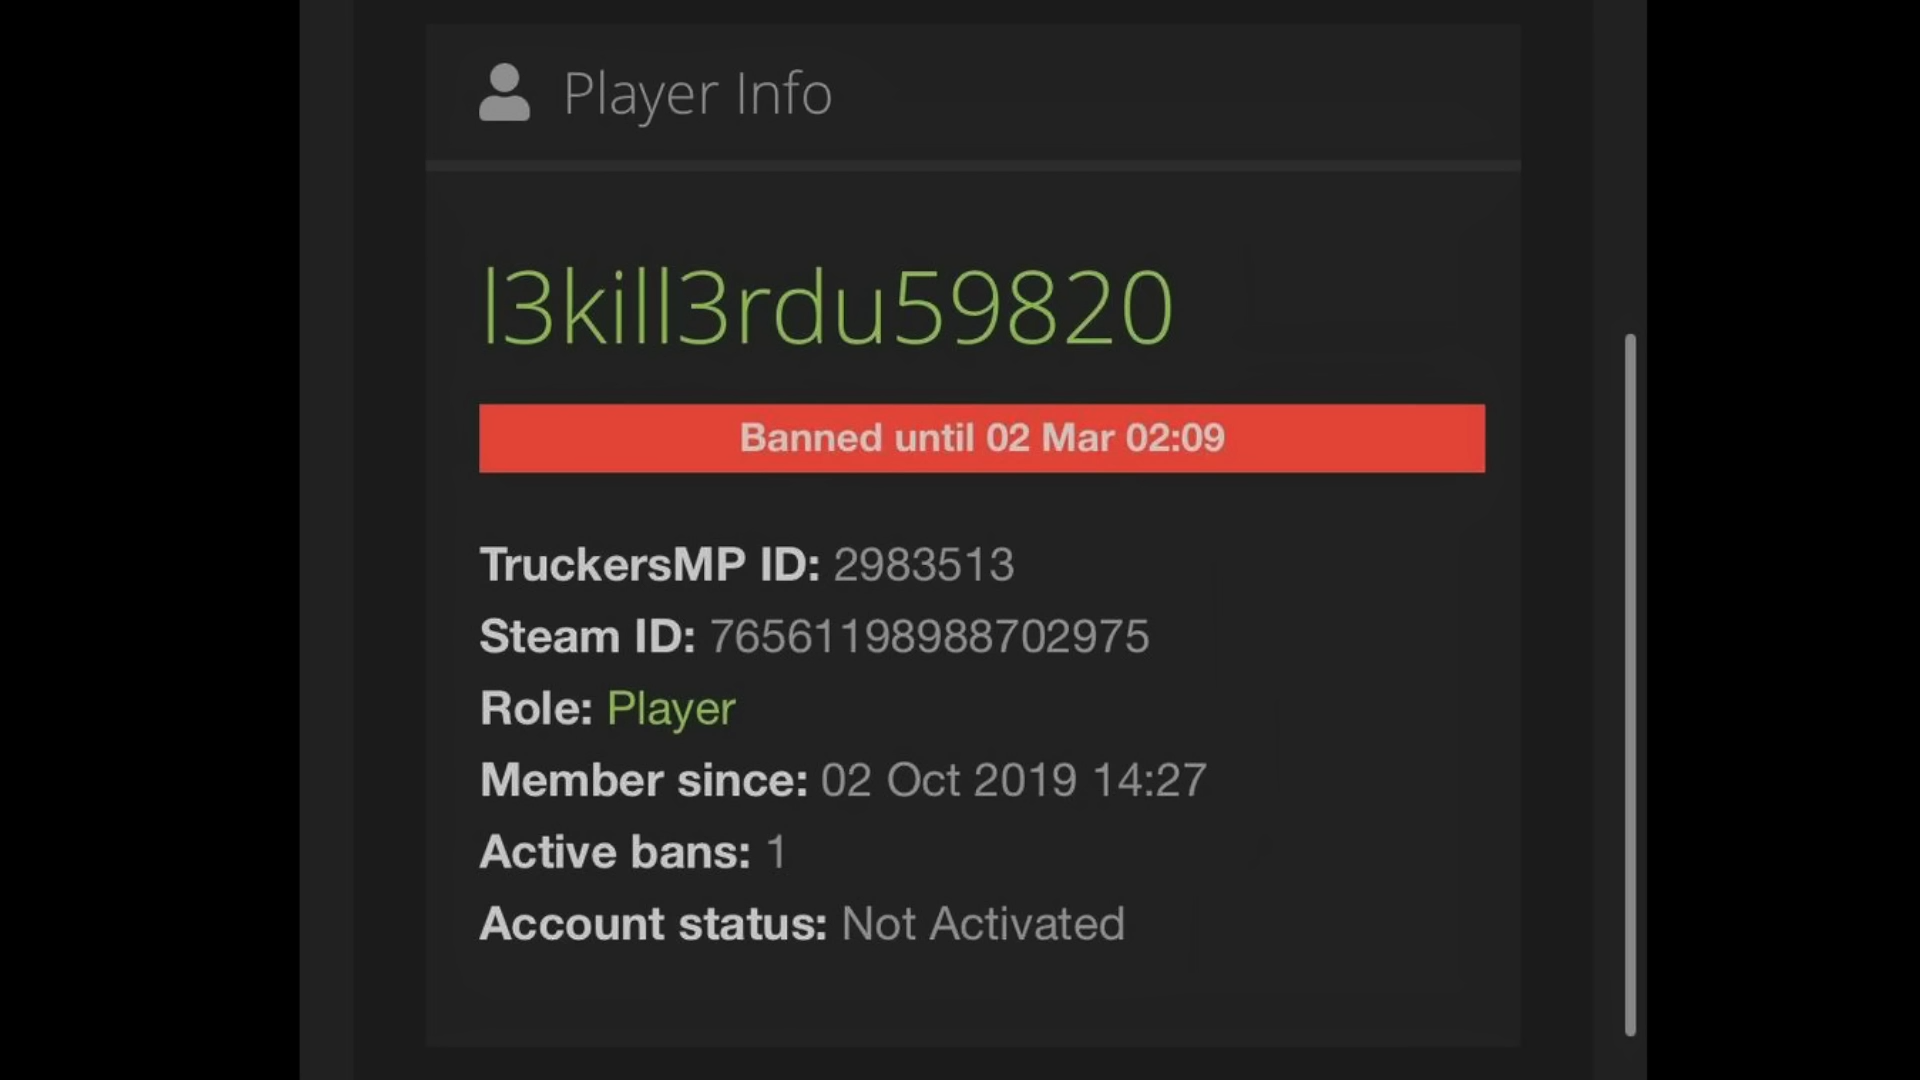 Player Info
l3kill3rdu59820
Banned until 02 Mar 02:09
TruckersMP ID: 2983513
Steam ID: 76561198988702975
Role: Player
Member since: 02 Oct 2019 14:27
Active bans: 1
Account status: Not Activated